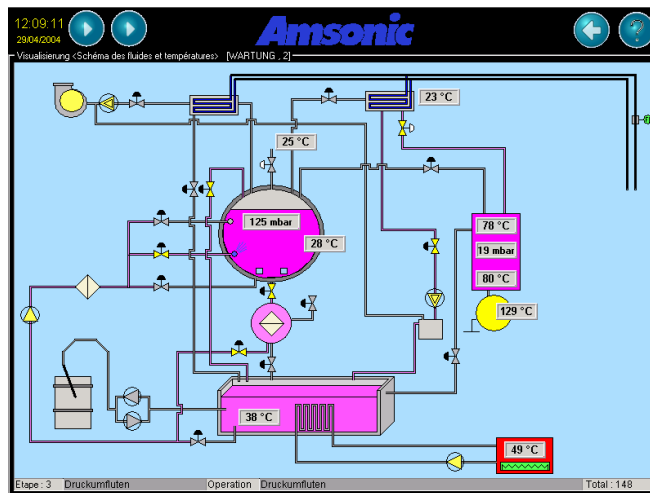 12:09:11
29/04/2004
Amsonic
?
Visualisierung <Schéma des fluides et températures> [WARTUNG , 2]
23 °C
25 °C
125 mbar
28 °C
78 °C
19 mbar
80 °C
129 °C
38 °C
49 °C
Etape : 3 Druckumfluten Operation Druckumfluten Total : 148